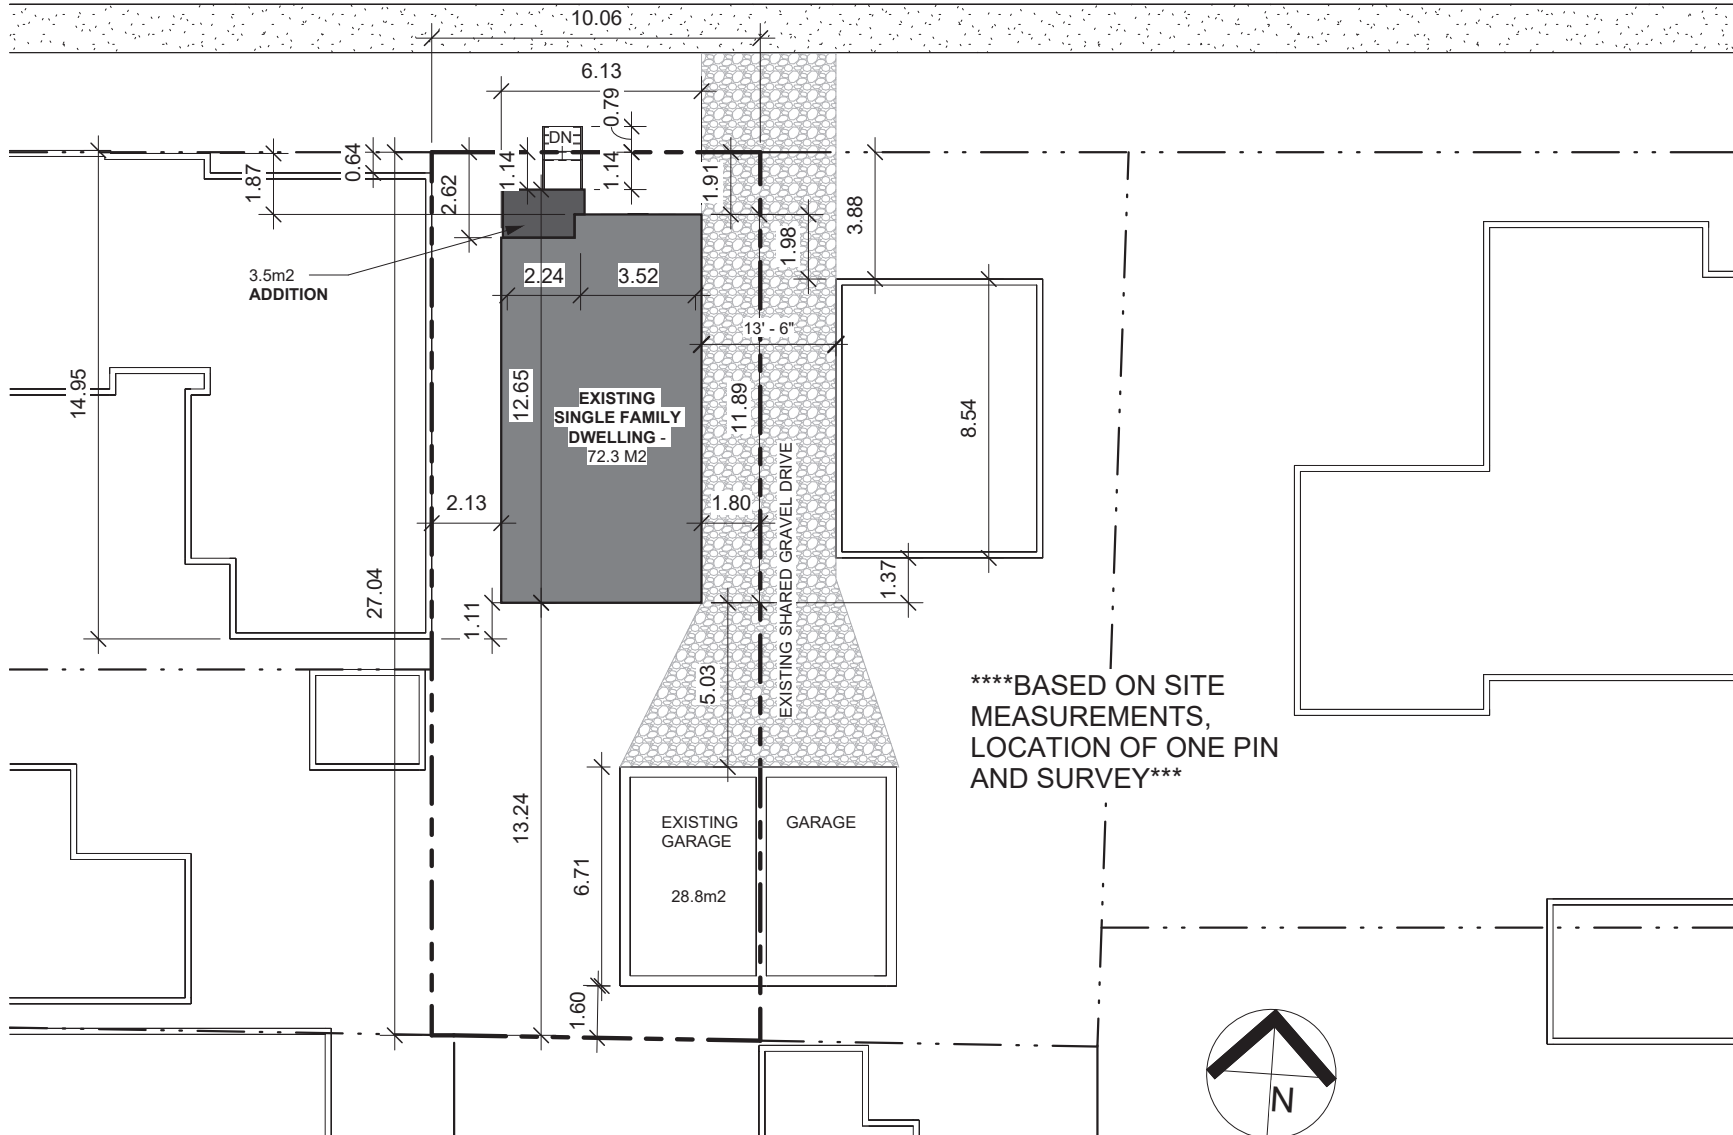 10.06
6.13
0.79
DN
0.64
1.87
2.62
1.14
1.14
1.91
3.88
1.98
3.5m2
ADDITION
2.24
3.52
13' - 6"
14.95
12.65
EXISTING
SINGLE FAMILY
DWELLING -
72.3 M2
11.89
8.54
2.13
1.80
EXISTING SHARED GRAVEL DRIVE
27.04
1.11
1.37
5.03
****BASED ON SITE
MEASUREMENTS,
LOCATION OF ONE PIN
AND SURVEY***
13.24
EXISTING
GARAGE
GARAGE
6.71
28.8m2
1.60
N